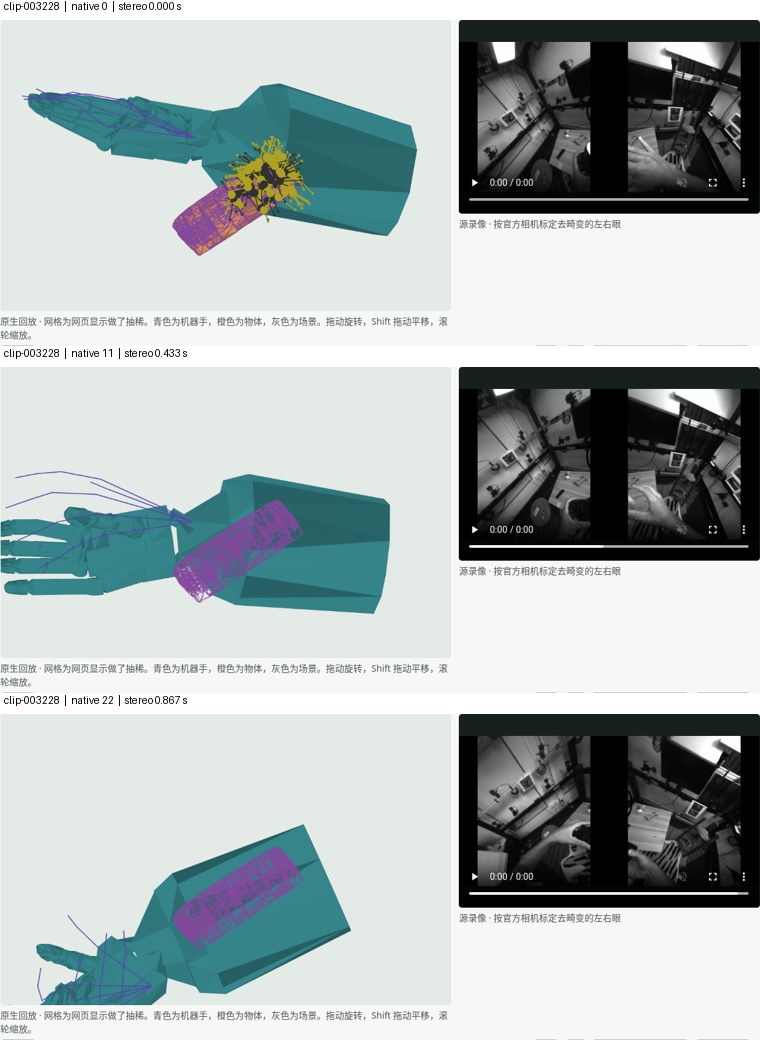 clip-003228 | native 0 | stereo 0.000 s
0:00 / 0:00
源录像 · 按官方相机标定去畸变的左右眼
原生回放 · 网格为网页显示做了抽稀。青色为机器手，橙色为物体，灰色为场景。拖动旋转，Shift 拖动平移，滚
轮缩放。
clip-003228 | native 11 | stereo 0.433 s
0:00 / 0:00
源录像 · 按官方相机标定去畸变的左右眼
原生回放 · 网格为网页显示做了抽稀。青色为机器手，橙色为物体，灰色为场景。拖动旋转，Shift 拖动平移，滚
轮缩放。
clip-003228 | native 22 | stereo 0.867 s
0:00 / 0:00
源录像 · 按官方相机标定去畸变的左右眼
原生回放 · 网格为网页显示做了抽稀。青色为机器手，橙色为物体，灰色为场景。拖动旋转，Shift 拖动平移，滚
轮缩放。